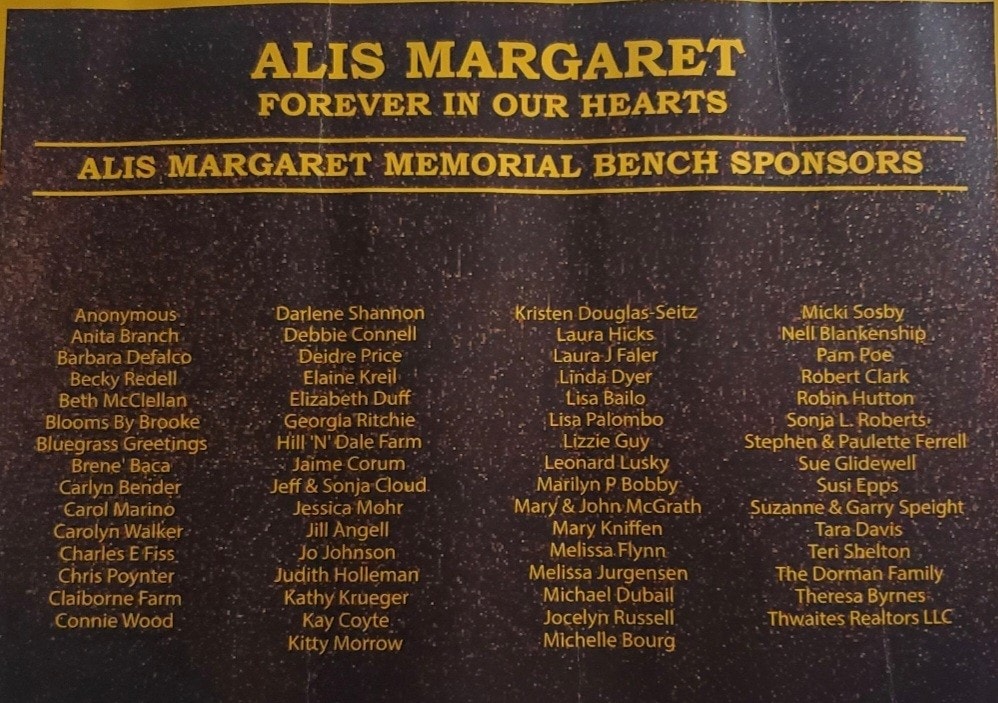 ALIS MARGARET
FOREVER IN OUR HEARTS
ALIS MARGARET MEMORIAL BENCH SPONSORS
Anonymous
Anita Branch
Barbara Defalco
Becky Redell
Beth McClellan
Blooms By Brooke
Bluegrass Greetings
Brene' Baca
Carlyn Bender
Carol Marino
Carolyn Walker
Charles E Fiss
Chris Poynter
Claiborne Farm
Connie Wood
Darlene Shannon
Debbie Connell
Deidre Price
Elaine Kreil
Elizabeth Duff
Georgia Ritchie
Hill 'N' Dale Farm
Jaime Corum
Jeff & Sonja Cloud
Jessica Mohr
Jill Angell
Jo Johnson
Judith Holleman
Kathy Krueger
Kay Coyte
Kitty Morrow
Kristen Douglas-Seitz
Laura Hicks
Laura J Faler
Linda Dyer
Lisa Bailo
Lisa Palombo
Lizzie Guy
Leonard Lusky
Marilyn P Bobby
Mary & John McGrath
Mary Kniffen
Melissa Flynn
Melissa Jurgensen
Michael Dubail
Jocelyn Russell
Michelle Bourg
Micki Sosby
Nell Blankenship
Pam Poe
Robert Clark
Robin Hutton
Sonja L. Roberts
Stephen & Paulette Ferrell
Sue Glidewell
Susi Epps
Suzanne & Garry Speight
Tara Davis
Teri Shelton
The Dorman Family
Theresa Byrnes
Thwaites Realtors LLC